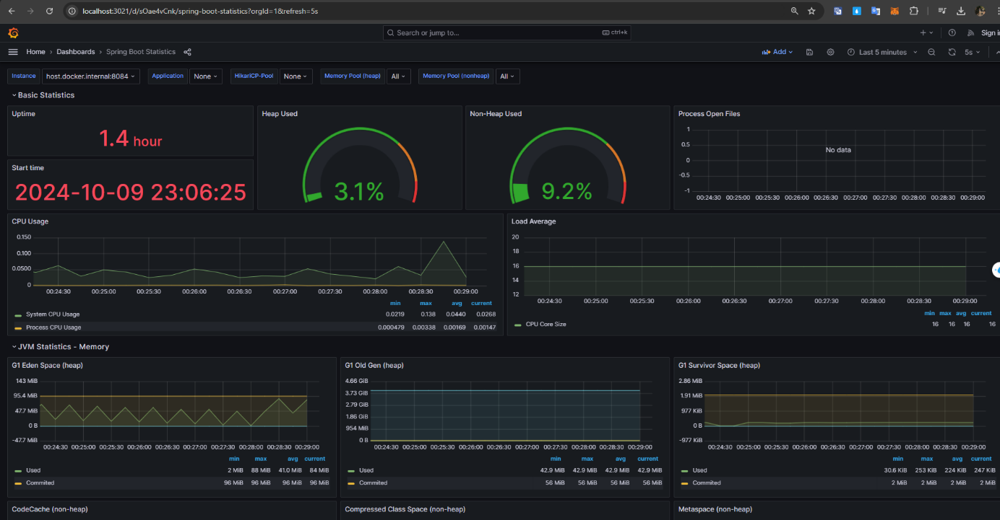 localhost:3021/d/sOae4vCnk/spring-boot-statistics?orgId=1&refresh=5s
Search or jump to... ctrl+k Sign i
Home › Dashboards › Spring Boot Statistics Add Last 5 minutes 5s
Instance host.docker.internal:8084 Application None HikariCP-Pool None Memory Pool (heap) All Memory Pool (nonheap) All
Basic Statistics
Uptime
1.4 hour
Start time
2024-10-09 23:06:25
Heap Used
3.1%
Non-Heap Used
9.2%
Process Open Files
1
0.5
0
-0.5
-1
No data
00:24:30 00:25:00 00:25:30 00:26:00 00:26:30 00:27:00 00:27:30 00:28:00 00:28:30 00:29:00
CPU Usage
0.150
0.100
0.0500
0
00:24:30 00:25:00 00:25:30 00:26:00 00:26:30 00:27:00 00:27:30 00:28:00 00:28:30 00:29:00
min max avg current
System CPU Usage 0.0219 0.138 0.0440 0.0268
Process CPU Usage 0.000479 0.00338 0.00169 0.00147
Load Average
20
18
16
14
12
00:24:30 00:25:00 00:25:30 00:26:00 00:26:30 00:27:00 00:27:30 00:28:00 00:28:30 00:29:00
min max avg current
CPU Core Size 16 16 16 16
JVM Statistics - Memory
G1 Eden Space (heap)
143 MiB
95.4 MiB
47.7 MiB
0 B
-47.7 MiB
00:24:30 00:25:00 00:25:30 00:26:00 00:26:30 00:27:00 00:27:30 00:28:00 00:28:30 00:29:00
min max avg current
Used 2 MiB 88 MiB 41.0 MiB 84 MiB
Commited 96 MiB 96 MiB 96 MiB 96 MiB
G1 Old Gen (heap)
4.66 GiB
3.73 GiB
2.79 GiB
1.86 GiB
954 MiB
0 B
00:24:30 00:25:00 00:25:30 00:26:00 00:26:30 00:27:00 00:27:30 00:28:00 00:28:30 00:29:00
min max avg current
Used 42.9 MiB 42.9 MiB 42.9 MiB 42.9 MiB
Commited 56 MiB 56 MiB 56 MiB 56 MiB
G1 Survivor Space (heap)
2.86 MiB
1.91 MiB
977 KiB
0 B
-977 KiB
00:24:30 00:25:00 00:25:30 00:26:00 00:26:30 00:27:00 00:27:30 00:28:00 00:28:30 00:29:00
min max avg current
Used 30.6 KiB 253 KiB 224 KiB 247 KiB
Commited 2 MiB 2 MiB 2 MiB 2 MiB
CodeCache (non-heap)
Compressed Class Space (non-heap)
Metaspace (non-heap)